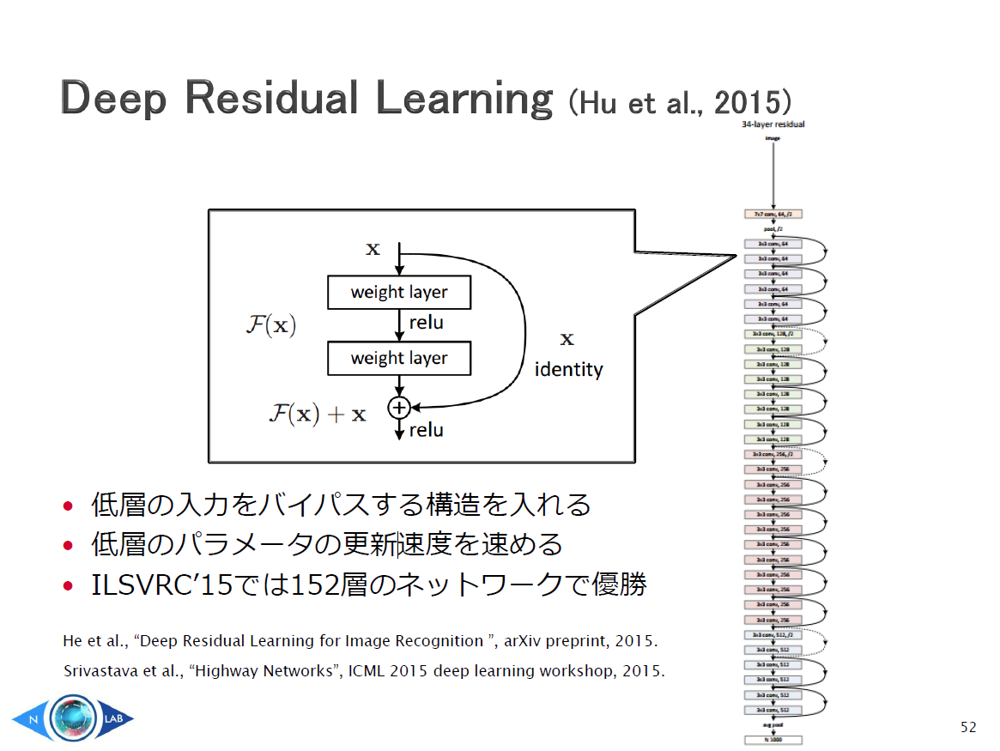 Deep Residual Learning (Hu et al., 2015)
34-layer residual
image
7x7 conv, 64, /2
pool, /2
3x3 conv, 64
3x3 conv, 64
3x3 conv, 64
3x3 conv, 64
3x3 conv, 64
3x3 conv, 64
3x3 conv, 128, /2
3x3 conv, 128
3x3 conv, 128
3x3 conv, 128
3x3 conv, 128
3x3 conv, 128
3x3 conv, 128
3x3 conv, 128
3x3 conv, 256, /2
3x3 conv, 256
3x3 conv, 256
3x3 conv, 256
3x3 conv, 256
3x3 conv, 256
3x3 conv, 256
3x3 conv, 256
3x3 conv, 256
3x3 conv, 256
3x3 conv, 256
3x3 conv, 256
3x3 conv, 512, /2
3x3 conv, 512
3x3 conv, 512
3x3 conv, 512
3x3 conv, 512
3x3 conv, 512
avg pool
fc 1000
x
weight layer
F(x)
relu
weight layer
x
identity
F(x) + x
relu
• 低層の入力をバイパスする構造を入れる
• 低層のパラメータの更新速度を速める
• ILSVRC’15では152層のネットワークで優勝
He et al., “Deep Residual Learning for Image Recognition ”, arXiv preprint, 2015.
Srivastava et al., “Highway Networks”, ICML 2015 deep learning workshop, 2015.
N LAB
52